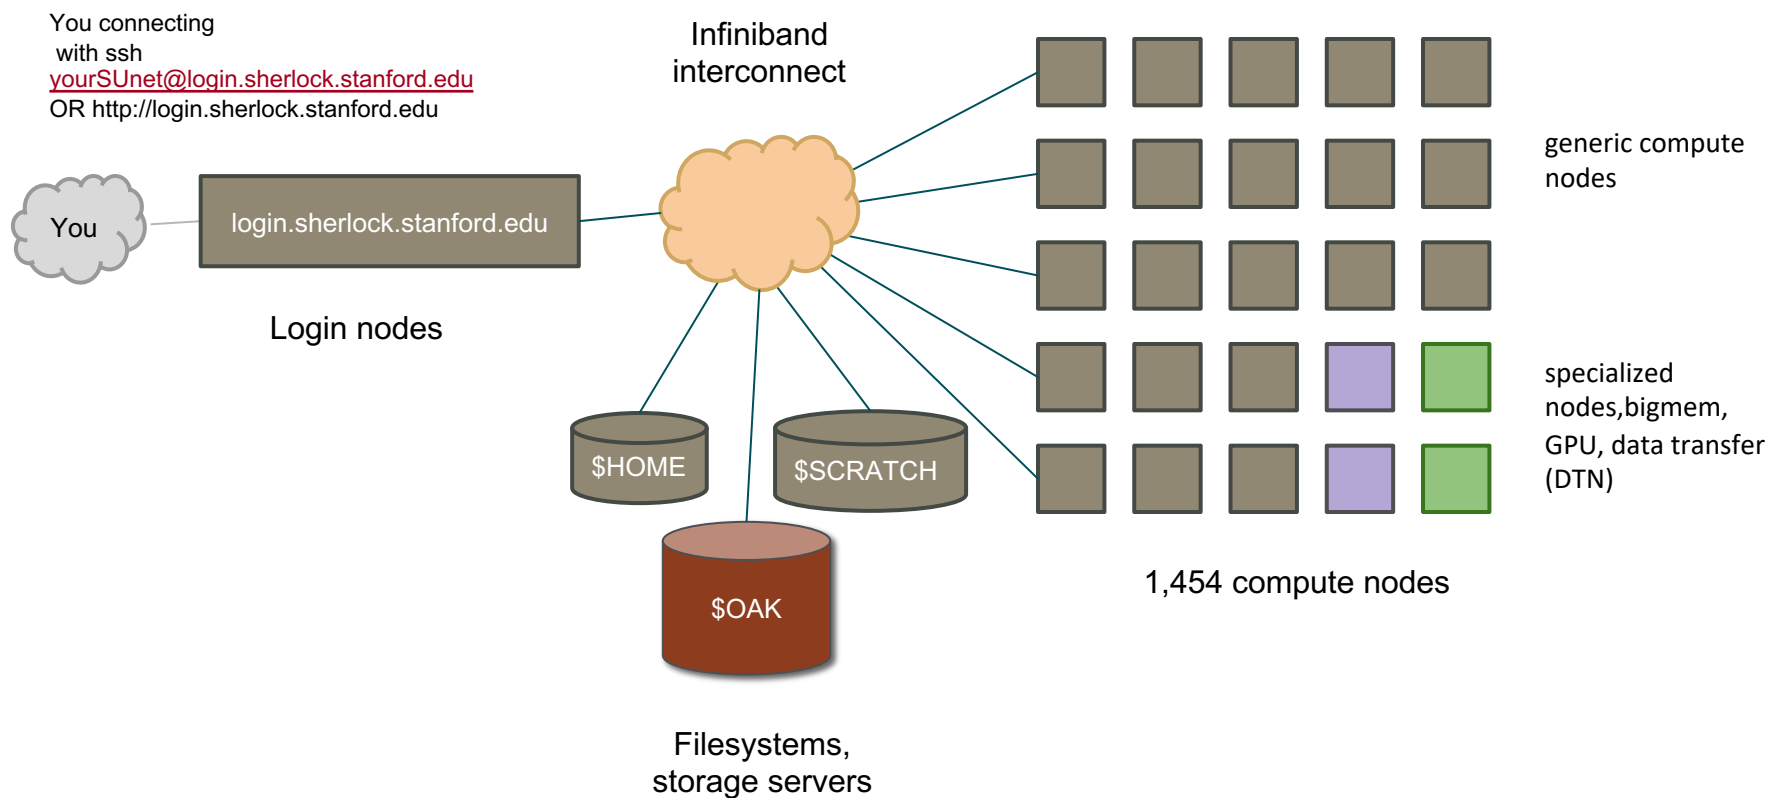 You connecting
with ssh
yourSUnet@login.sherlock.stanford.edu
OR http://login.sherlock.stanford.edu
Infiniband
interconnect
You
login.sherlock.stanford.edu
Login nodes
generic compute
nodes
specialized
nodes,bigmem,
GPU, data transfer
(DTN)
$HOME
$SCRATCH
$OAK
1,454 compute nodes
Filesystems,
storage servers